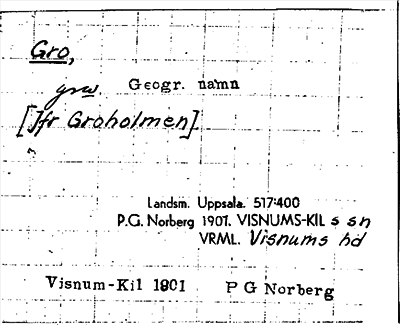 Gro,
grω Geogr. namn
[Jfr Groholmen]
Landsm. Uppsala. 517:400
P.G. Norberg 1901. VISNUMS-KIL s sn
VRML. Visnums hd
Visnum-Kil 1901 P G Norberg